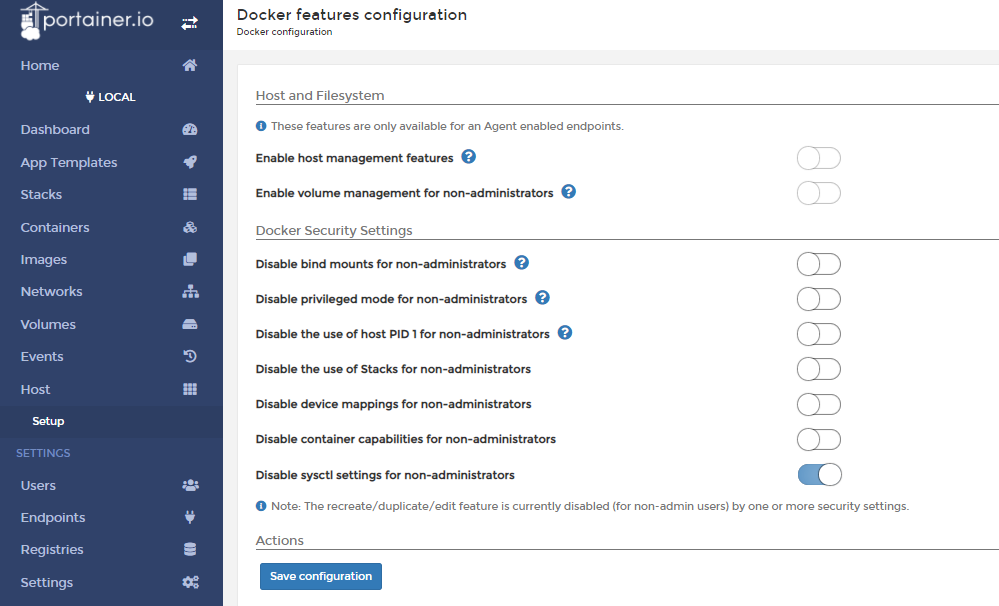 portainer.io
Home
LOCAL
Dashboard
App Templates
Stacks
Containers
Images
Networks
Volumes
Events
Host
Setup
SETTINGS
Users
Endpoints
Registries
Settings
Docker features configuration
Docker configuration
Host and Filesystem
These features are only available for an Agent enabled endpoints.
Enable host management features
Enable volume management for non-administrators
Docker Security Settings
Disable bind mounts for non-administrators
Disable privileged mode for non-administrators
Disable the use of host PID 1 for non-administrators
Disable the use of Stacks for non-administrators
Disable device mappings for non-administrators
Disable container capabilities for non-administrators
Disable sysctl settings for non-administrators
Note: The recreate/duplicate/edit feature is currently disabled (for non-admin users) by one or more security settings.
Actions
Save configuration